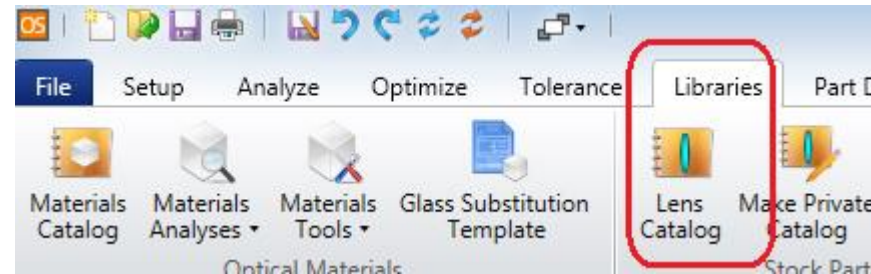 OS
File Setup Analyze Optimize Tolerance Libraries Part
Materials Catalog
Materials Analyses
Materials Tools
Glass Substitution Template
Lens Catalog
Make Private Catalog
Optical Materials
Stock Part